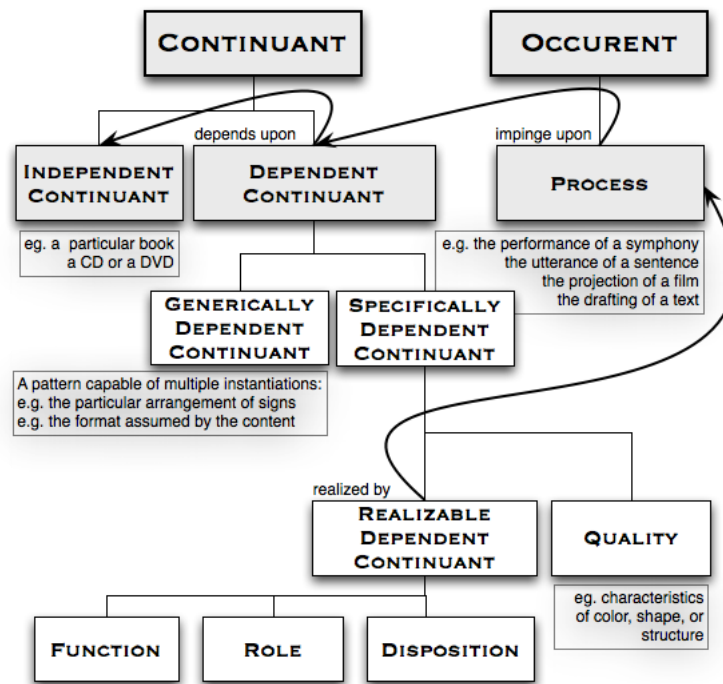 CONTINUANT
OCCURENT
depends upon
impinge upon
INDEPENDENT
CONTINUANT
DEPENDENT
CONTINUANT
PROCESS
eg. a particular book
a CD or a DVD
e.g. the performance of a symphony
the utterance of a sentence
the projection of a film
the drafting of a text
GENERICALLY
DEPENDENT
CONTINUANT
SPECIFICALLY
DEPENDENT
CONTINUANT
A pattern capable of multiple instantiations:
e.g. the particular arrangement of signs
e.g. the format assumed by the content
realized by
REALIZABLE
DEPENDENT
CONTINUANT
QUALITY
eg. characteristics
of color, shape, or
structure
FUNCTION
ROLE
DISPOSITION